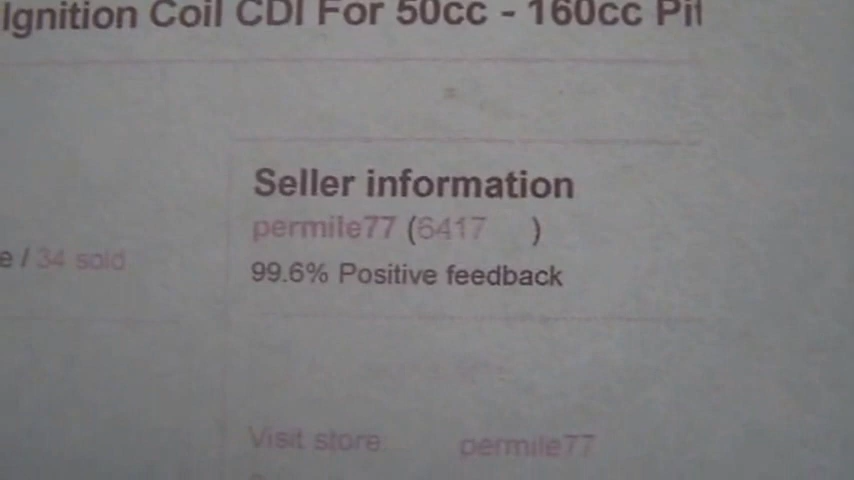 Ignition Coil CDI For 50cc - 160cc Pit
Seller information
permile77 (6417 )
e / 34 sold
99.6% Positive feedback
Visit store permile77